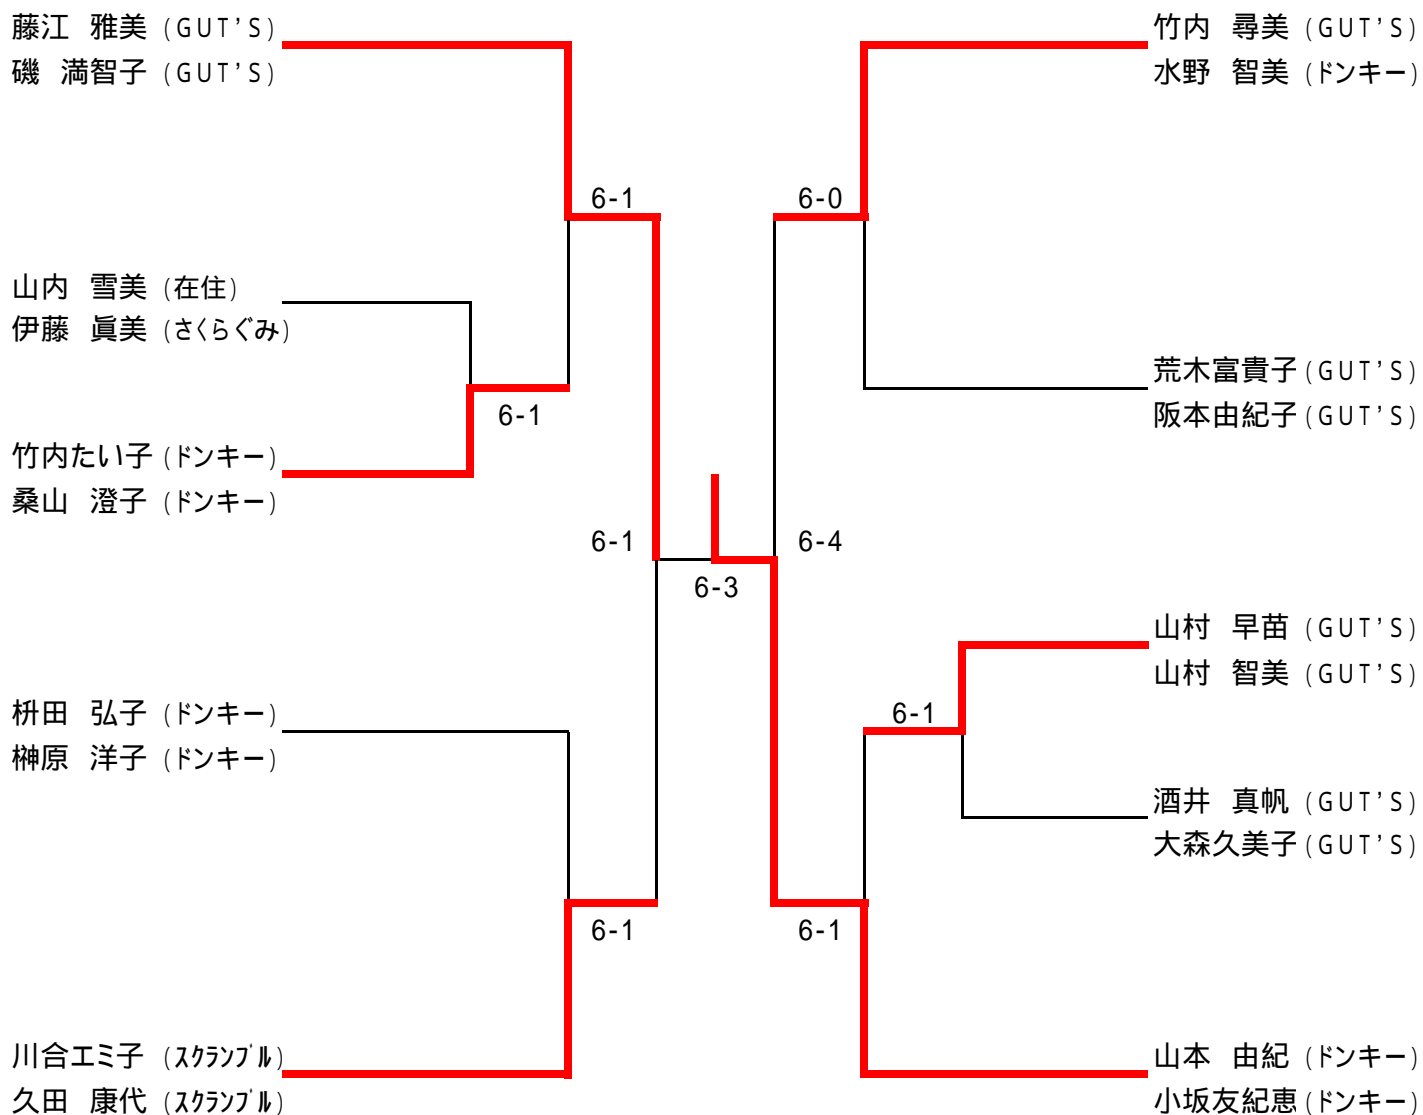 藤江 雅美 (GUT'S)
磯 満智子 (GUT'S)
6-1
山内 雪美 (在住)
伊藤 眞美 (さくらぐみ)
6-1
竹内たい子 (ドンキー)
桑山 澄子 (ドンキー)
6-1
6-3
枡田 弘子 (ドンキー)
榊原 洋子 (ドンキー)
6-1
川合エミ子 (スクランブル)
久田 康代 (スクランブル)
竹内 尋美 (GUT'S)
水野 智美 (ドンキー)
6-0
荒木富貴子 (GUT'S)
阪本由紀子 (GUT'S)
6-4
山村 早苗 (GUT'S)
山村 智美 (GUT'S)
6-1
酒井 真帆 (GUT'S)
大森久美子 (GUT'S)
6-1
山本 由紀 (ドンキー)
小坂友紀恵 (ドンキー)